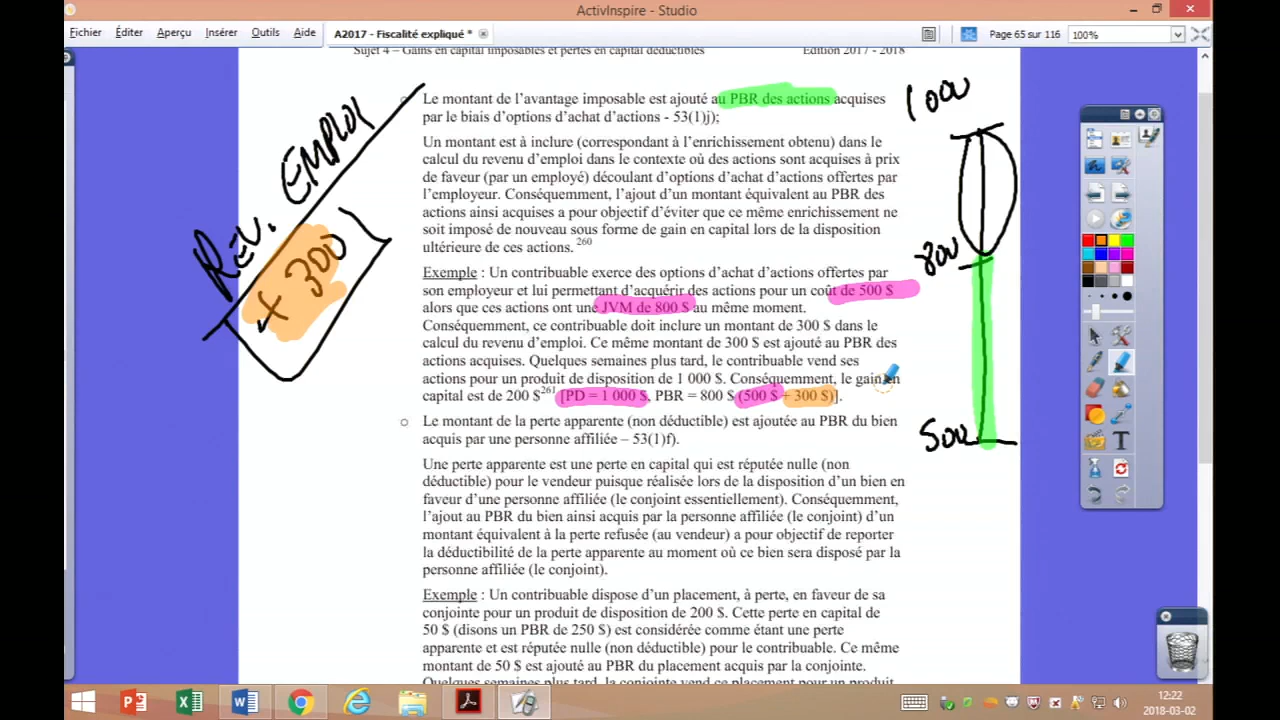 ActivInspire - Studio
Fichier Éditer Aperçu Insérer Outils Aide A2017 - Fiscalité expliqué * Page 65 sur 116 100%
Sujet 4 – Gains en capital imposables et pertes en capital déductibles Édition 2017 - 2018
Le montant de l'avantage imposable est ajouté au PBR des actions acquises
par le biais d'options d'achat d'actions - 53(1)j);
Un montant est à inclure (correspondant à l'enrichissement obtenu) dans le
calcul du revenu d'emploi dans le contexte où des actions sont acquises à prix
de faveur (par un employé) découlant d'options d'achat d'actions offertes par
l'employeur. Conséquemment, l'ajout d'un montant équivalent au PBR des
actions ainsi acquises a pour objectif d'éviter que ce même enrichissement ne
soit imposé de nouveau sous forme de gain en capital lors de la disposition
ultérieure de ces actions. 260
Exemple : Un contribuable exerce des options d'achat d'actions offertes par
son employeur et lui permettant d'acquérir des actions pour un coût de 500 $
alors que ces actions ont une JVM de 800 $ au même moment.
Conséquemment, ce contribuable doit inclure un montant de 300 $ dans le
calcul du revenu d'emploi. Ce même montant de 300 $ est ajouté au PBR des
actions acquises. Quelques semaines plus tard, le contribuable vend ses
actions pour un produit de disposition de 1 000 $. Conséquemment, le gain en
capital est de 200 $261 [PD = 1 000 $, PBR = 800 $ (500 $ + 300 $)].
Le montant de la perte apparente (non déductible) est ajoutée au PBR du bien
acquis par une personne affiliée – 53(1)f).
Une perte apparente est une perte en capital qui est réputée nulle (non
déductible) pour le vendeur puisque réalisée lors de la disposition d'un bien en
faveur d'une personne affiliée (le conjoint essentiellement). Conséquemment,
l'ajout au PBR du bien ainsi acquis par la personne affiliée (le conjoint) d'un
montant équivalent à la perte refusée (au vendeur) a pour objectif de reporter
la déductibilité de la perte apparente au moment où ce bien sera disposé par la
personne affiliée (le conjoint).
Exemple : Un contribuable dispose d'un placement, à perte, en faveur de sa
conjointe pour un produit de disposition de 200 $. Cette perte en capital de
50 $ (disons un PBR de 250 $) est considérée comme étant une perte
apparente et est réputée nulle (non déductible) pour le contribuable. Ce même
montant de 50 $ est ajouté au PBR du placement acquis par la conjointe.
Quelques semaines plus tard, la conjointe vend ce placement pour un produit
REV. EMPLOI
+ 300
1000
800
500
12:22
2018-03-02